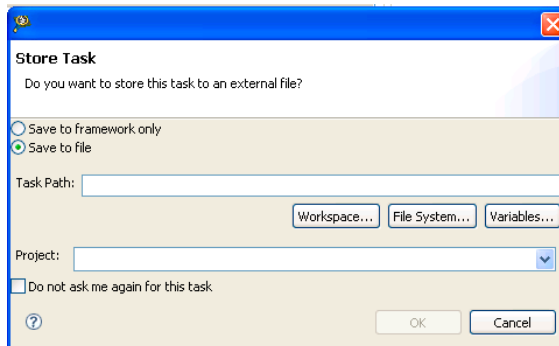 Store Task
Do you want to store this task to an external file?
Save to framework only
Save to file
Task Path:
Workspace... File System... Variables...
Project:
Do not ask me again for this task
? OK Cancel